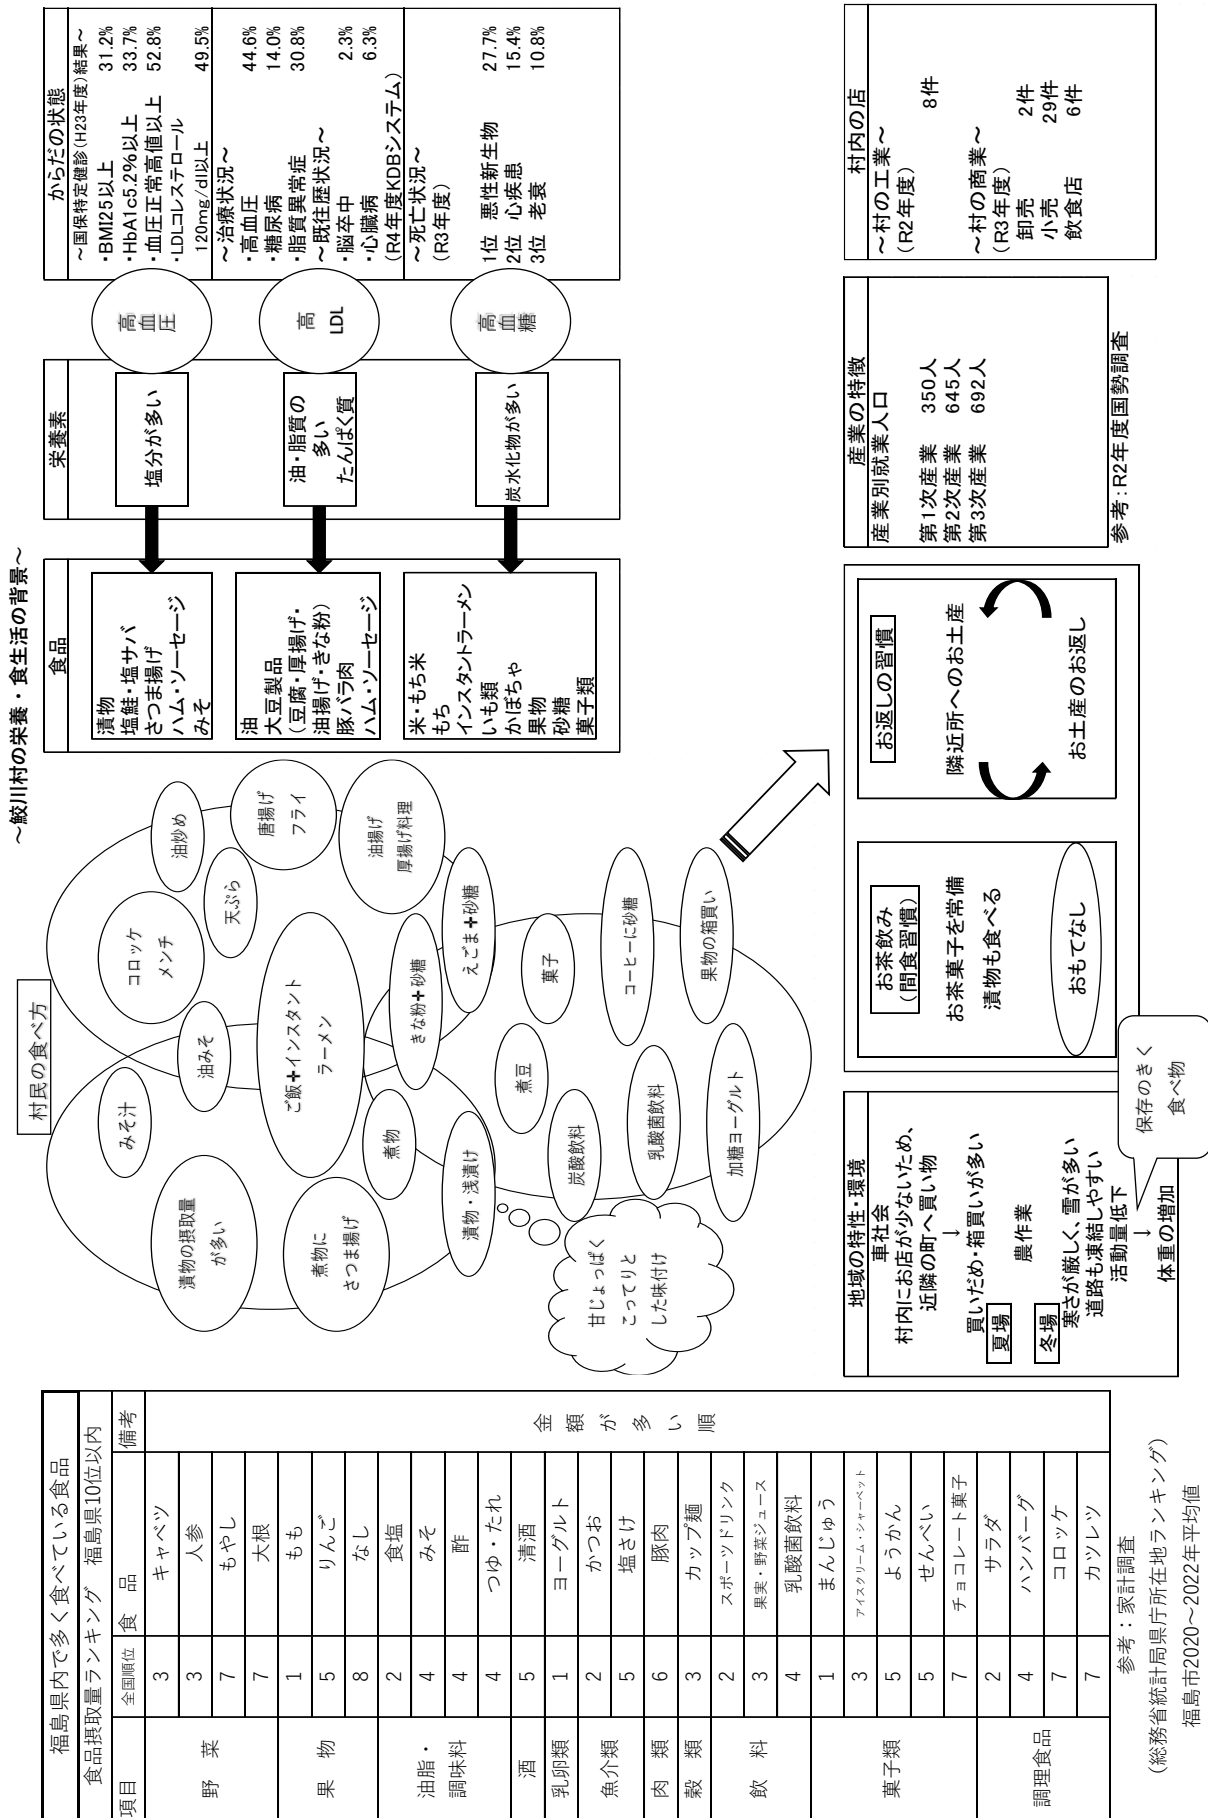 ～鮫川村の栄養・食生活の背景～
福島県内で多く食べている食品
食品摂取量ランキング　福島県10位以内
項目　全国順位　食　品　備考
野　菜　3　キャベツ　金額が多い順
3　人参
7　もやし
7　大根
果　物　1　もも
5　りんご
8　なし
油脂・調味料　2　食塩
4　みそ
4　酢
4　つゆ・たれ
酒　5　清酒
乳卵類　1　ヨーグルト
魚介類　2　かつお
5　塩さけ
肉　類　6　豚肉
穀　類　3　カップ麺
飲　料　2　スポーツドリンク
3　果実・野菜ジュース
4　乳酸菌飲料
菓子類　1　まんじゅう
3　アイスクリーム・シャーベット
5　ようかん
5　せんべい
7　チョコレート菓子
調理食品　2　サラダ
4　ハンバーグ
7　コロッケ
7　カツレツ
参考：家計調査
（総務省統計局県庁所在地ランキング）
福島市2020～2022年平均値
村民の食べ方
みそ汁
漬物の摂取量
が多い
煮物に
さつま揚げ
煮物
漬物・浅漬け
油みそ
ご飯+インスタント
ラーメン
コロッケ
メンチ
油炒め
天ぷら
唐揚げ
フライ
油揚げ
厚揚げ料理
きな粉+砂糖
えごま+砂糖
煮豆
菓子
炭酸飲料
乳酸菌飲料
コーヒーに砂糖
加糖ヨーグルト
果物の箱買い
甘じょっぱく
こってりと
した味付け
食品
漬物
塩鮭・塩サバ
さつま揚げ
ハム・ソーセージ
みそ
油
大豆製品
（豆腐・厚揚げ・
油揚げ・きな粉）
豚バラ肉
ハム・ソーセージ
米・もち米
もち
インスタントラーメン
いも類
かぼちゃ
果物
砂糖
菓子類
栄養素
塩分が多い
油・脂質の
多い
たんぱく質
炭水化物が多い
高
血
圧
高
LDL
高
血
糖
からだの状態
～国保特定健診（H23年度）結果～
・BMI25以上　31.2%
・HbA1c5.2%以上　33.7%
・血圧正常高値以上　52.8%
・LDLコレステロール
120mg/dl以上　49.5%
～治療状況～
・高血圧　44.6%
・糖尿病　14.0%
・脂質異常症　30.8%
～既往歴状況～
・脳卒中　2.3%
・心臓病　6.3%
（R4年度KDBシステム）
～死亡状況～
（R3年度）
1位　悪性新生物　27.7%
2位　心疾患　15.4%
3位　老衰　10.8%
地域の特性・環境
車社会
村内にお店が少ないため、
近隣の町へ買い物
↓
買いだめ・箱買いが多い
夏場
農作業
冬場
寒さが厳しく、雪が多い
道路も凍結しやすい
活動量低下
↓
体重の増加
保存のきく
食べ物
お茶飲み
（間食習慣）
お茶菓子を常備
漬物も食べる
おもてなし
お返しの習慣
隣近所へのお土産
お土産のお返し
産業の特徴
産業別就業人口
第1次産業　350人
第2次産業　645人
第3次産業　692人
参考：R2年度国勢調査
村内の店
～村の工業～
（R2年度）
8件
～村の商業～
（R3年度）
卸売　2件
小売　29件
飲食店　6件